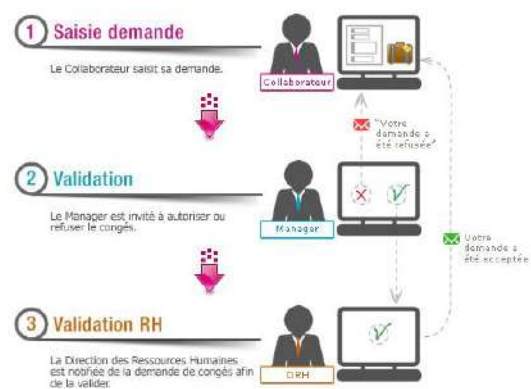 1 Saisie demande
Le Collaborateur saisit sa demande.
Collaborateur
"Votre
demande a
été refusée"
2 Validation
Le Manager est invité à autoriser ou
refuser le congés.
Manager
Votre
demande a
été acceptée
3 Validation RH
La Direction des Ressources Humaines
est notifiée de la demande de congés afin
de la valider.
DRH